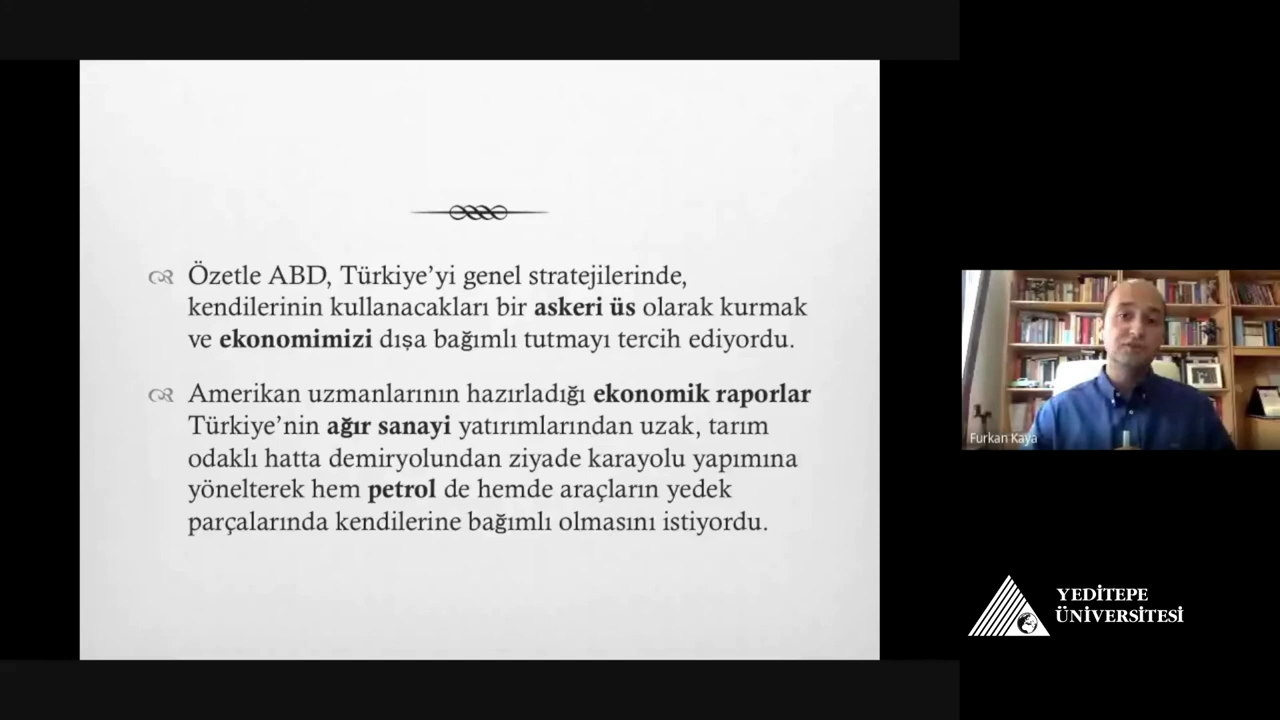 Özetle ABD, Türkiye’yi genel stratejilerinde,
kendilerinin kullanacakları bir askeri üs olarak kurmak
ve ekonomimizi dışa bağımlı tutmayı tercih ediyordu.
Amerikan uzmanlarının hazırladığı ekonomik raporlar
Türkiye’nin ağır sanayi yatırımlarından uzak, tarım
odaklı hatta demiryolundan ziyade karayolu yapımına
yönelterek hem petrol de hemde araçların yedek
parçalarında kendilerine bağımlı olmasını istiyordu.
Furkan Kaya
YEDİTEPE
ÜNİVERSİTESİ